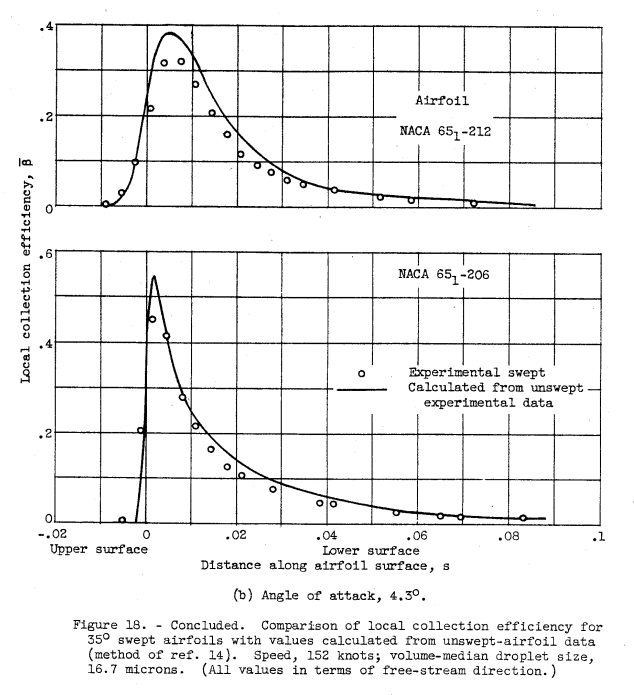 .4
Airfoil
NACA 65₁-212
.2
0
.6
NACA 65₁-206
.4
o Experimental swept
Calculated from unswept
experimental data
.2
0
-.02 0 .02 .04 .06 .08 .1
Upper surface Lower surface
Distance along airfoil surface, s
Local collection efficiency, β̅
(b) Angle of attack, 4.3°.
Figure 18. - Concluded. Comparison of local collection efficiency for
35° swept airfoils with values calculated from unswept-airfoil data
(method of ref. 14). Speed, 152 knots; volume-median droplet size,
16.7 microns. (All values in terms of free-stream direction.)